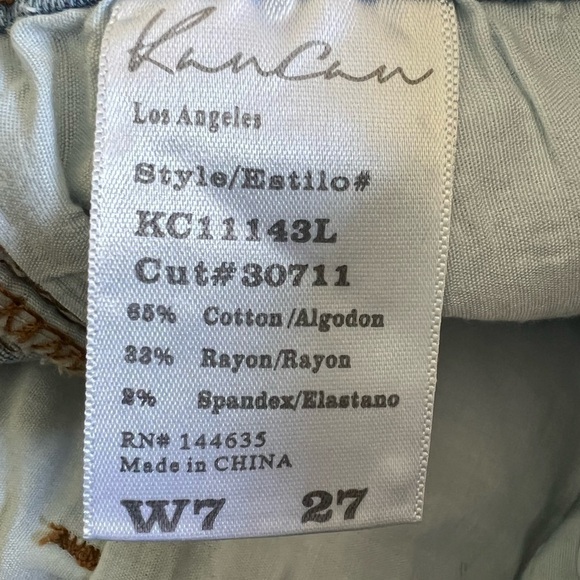 KanCan
Los Angeles
Style/Estilo#
KC11143L
Cut#30711
65% Cotton/Algodon
33% Rayon/Rayon
2% Spandex/Elastano
RN# 144635
Made in CHINA
W7 27